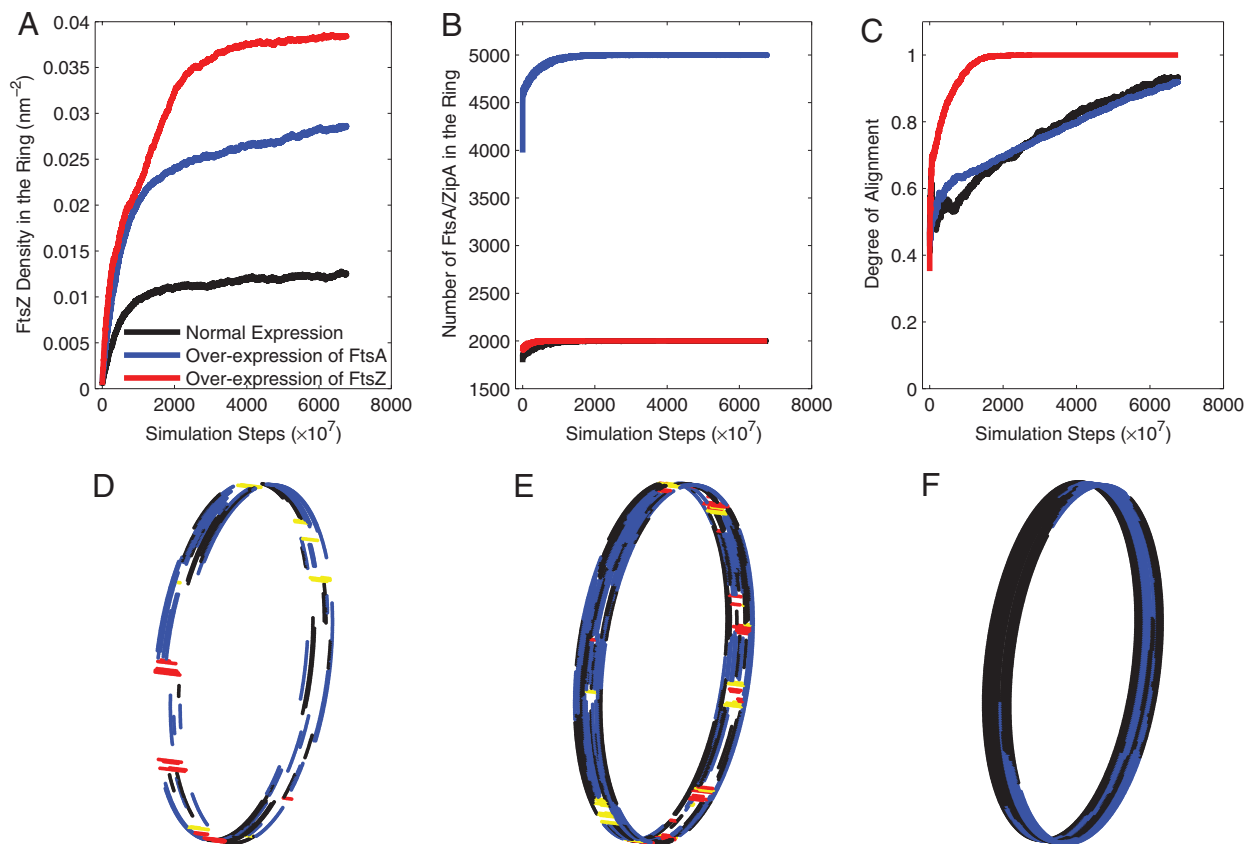 A
FtsZ Density in the Ring (nm⁻²)
0.04
0.035
0.03
0.025
0.02
0.015
0.01
0.005
0
Normal Expression
Over-expression of FtsA
Over-expression of FtsZ
0 2000 4000 6000 8000
Simulation Steps (×10⁷)
B
Number of FtsA/ZipA in the Ring
5000
4500
4000
3500
3000
2500
2000
1500
0 2000 4000 6000 8000
Simulation Steps (×10⁷)
C
Degree of Alignment
1
0.8
0.6
0.4
0.2
0
0 2000 4000 6000 8000
Simulation Steps (×10⁷)
D
E
F